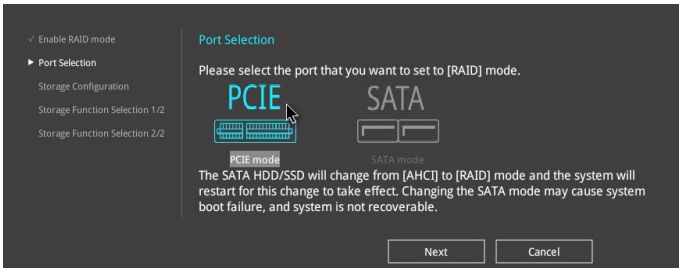 ✓ Enable RAID mode
▶ Port Selection
Storage Configuration
Storage Function Selection 1/2
Storage Function Selection 2/2
Port Selection
Please select the port that you want to set to [RAID] mode.
PCIE
SATA
PCIE mode
SATA mode
The SATA HDD/SSD will change from [AHCI] to [RAID] mode and the system will
restart for this change to take effect. Changing the SATA mode may cause system
boot failure, and system is not recoverable.
Next
Cancel